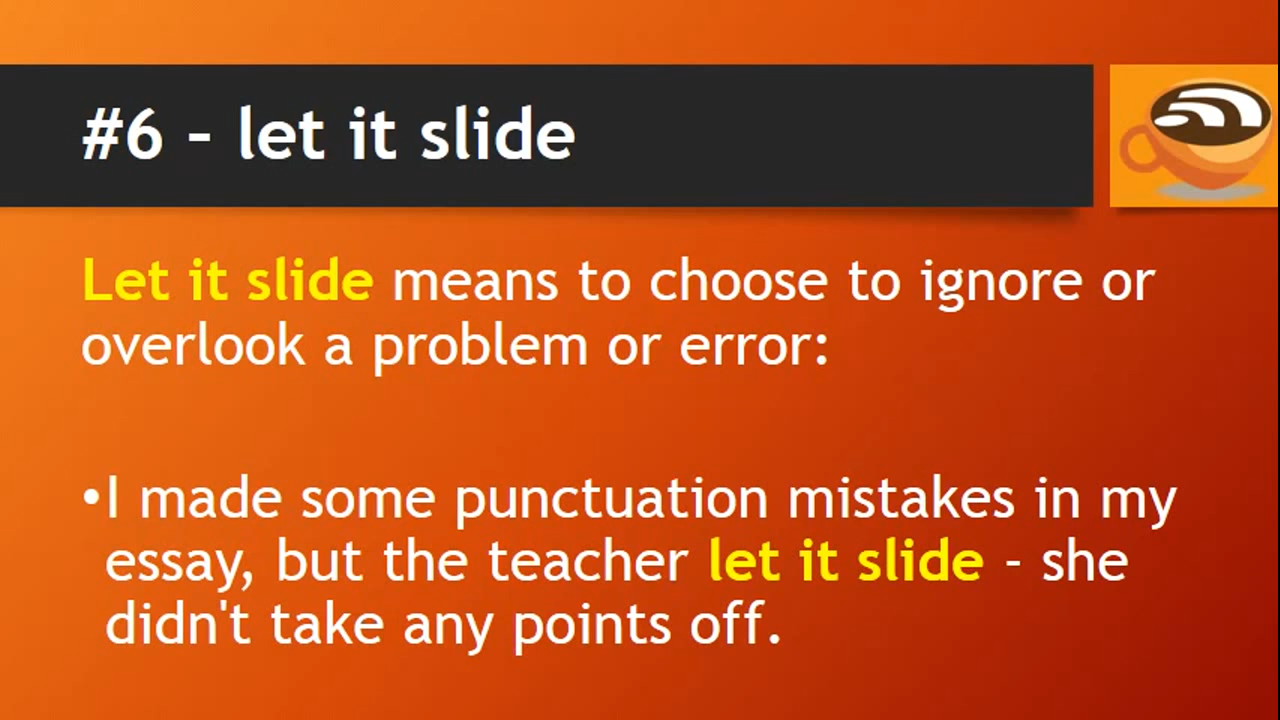 #6 – let it slide
Let it slide means to choose to ignore or
overlook a problem or error:
•I made some punctuation mistakes in my
essay, but the teacher let it slide - she
didn't take any points off.